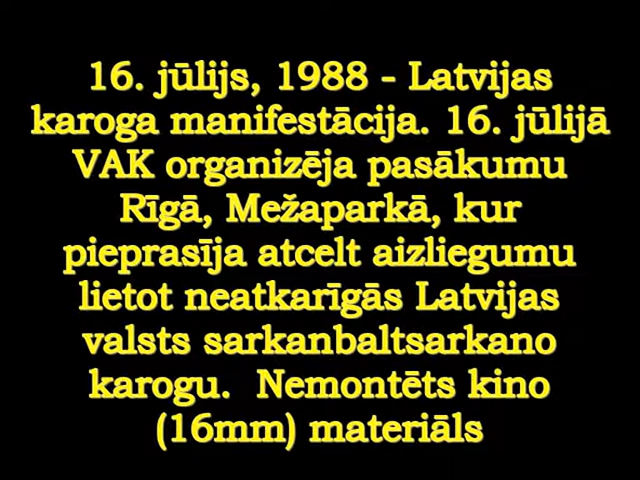 16. jūlijs, 1988 - Latvijas
karoga manifestācija. 16. jūlijā
VAK organizēja pasākumu
Rīgā, Mežaparkā, kur
pieprasīja atcelt aizliegumu
lietot neatkarīgās Latvijas
valsts sarkanbaltsarkano
karogu.  Nemontēts kino
(16mm) materiāls